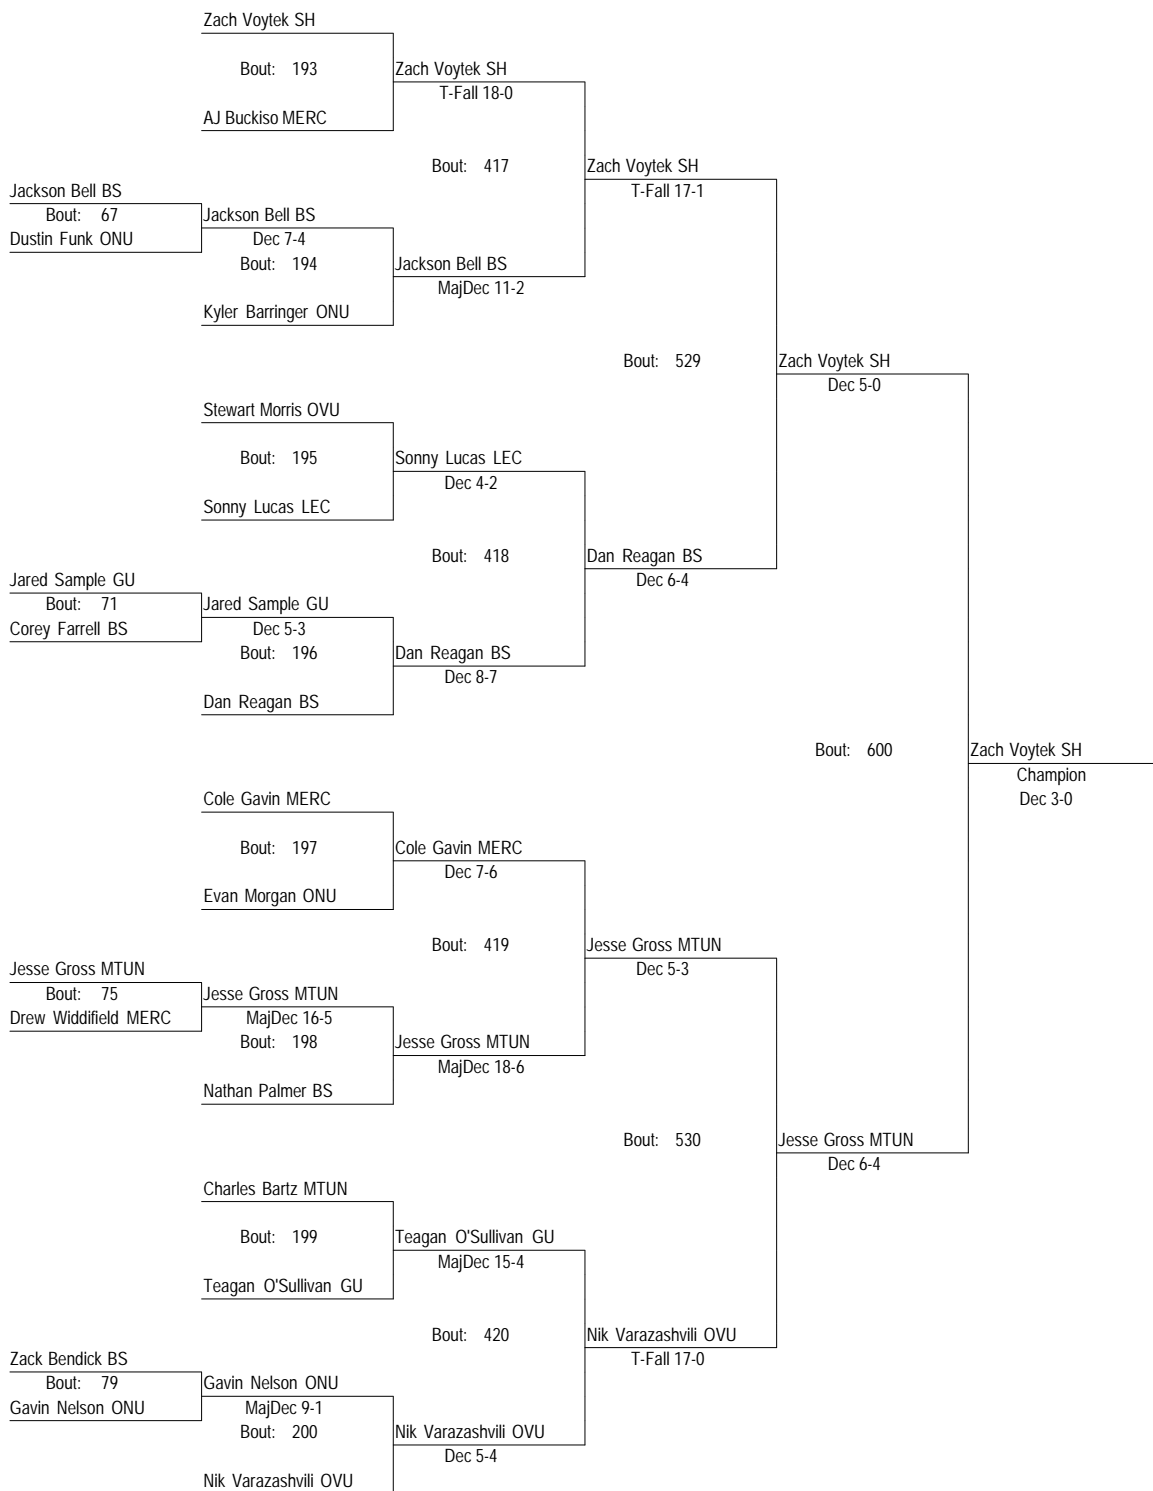 Zach Voytek SH
Bout: 193
Zach Voytek SH
T-Fall 18-0
AJ Buckiso MERC
Bout: 417
Zach Voytek SH
T-Fall 17-1
Jackson Bell BS
Bout: 67
Jackson Bell BS
Dustin Funk ONU
Dec 7-4
Bout: 194
Jackson Bell BS
MajDec 11-2
Kyler Barringer ONU
Bout: 529
Zach Voytek SH
Dec 5-0
Stewart Morris OVU
Bout: 195
Sonny Lucas LEC
Dec 4-2
Sonny Lucas LEC
Bout: 418
Dan Reagan BS
Dec 6-4
Jared Sample GU
Bout: 71
Jared Sample GU
Corey Farrell BS
Dec 5-3
Bout: 196
Dan Reagan BS
Dec 8-7
Dan Reagan BS
Bout: 600
Zach Voytek SH
Champion
Dec 3-0
Cole Gavin MERC
Bout: 197
Cole Gavin MERC
Dec 7-6
Evan Morgan ONU
Bout: 419
Jesse Gross MTUN
Dec 5-3
Jesse Gross MTUN
Bout: 75
Jesse Gross MTUN
Drew Widdifield MERC
MajDec 16-5
Bout: 198
Jesse Gross MTUN
MajDec 18-6
Nathan Palmer BS
Bout: 530
Jesse Gross MTUN
Dec 6-4
Charles Bartz MTUN
Bout: 199
Teagan O'Sullivan GU
MajDec 15-4
Teagan O'Sullivan GU
Bout: 420
Nik Varazashvili OVU
T-Fall 17-0
Zack Bendick BS
Bout: 79
Gavin Nelson ONU
Gavin Nelson ONU
MajDec 9-1
Bout: 200
Nik Varazashvili OVU
Dec 5-4
Nik Varazashvili OVU